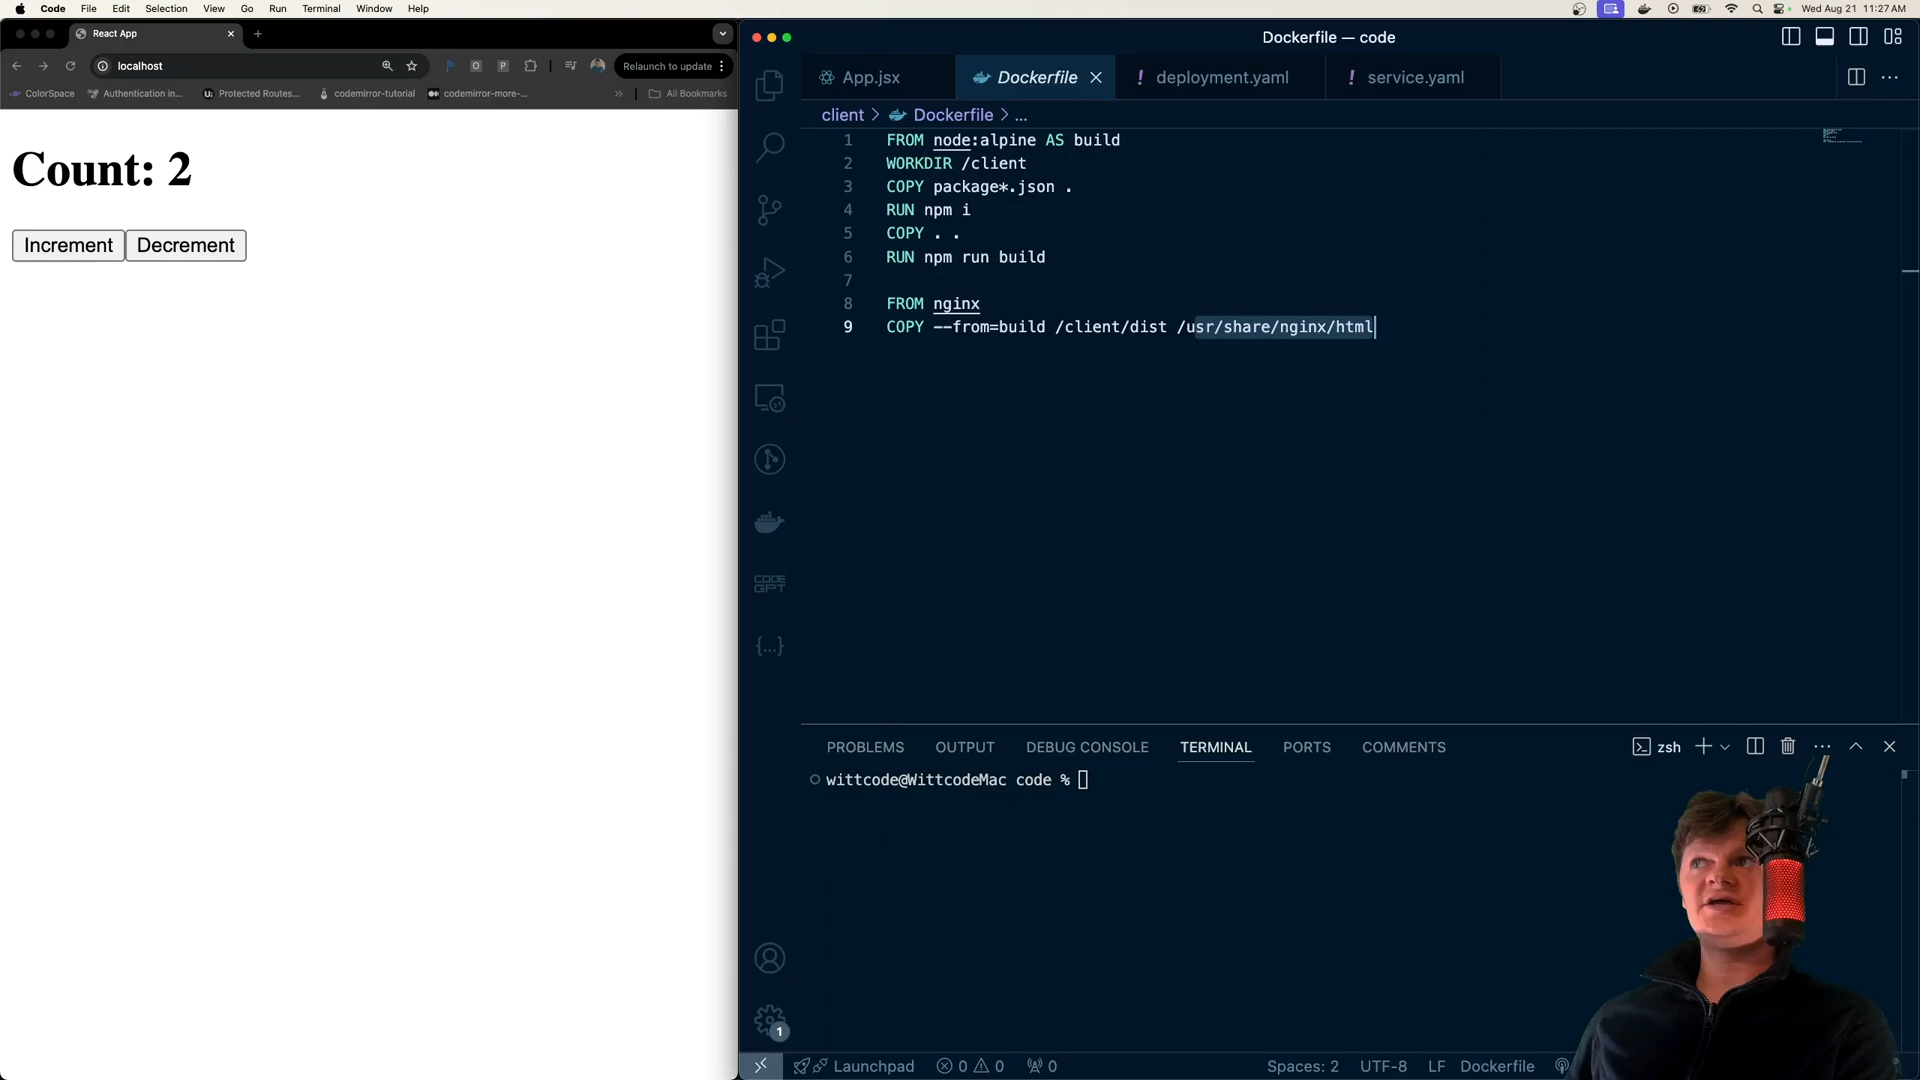 Code File Edit Selection View Go Run Terminal Window Help
Wed Aug 21 11:27 AM
React App
localhost
Relaunch to update
ColorSpace Authentication in... Protected Routes... codemirror-tutorial codemirror-more-... » All Bookmarks
Count: 2
Increment Decrement
Dockerfile — code
App.jsx Dockerfile deployment.yaml service.yaml
client > Dockerfile > ...
1 FROM node:alpine AS build
2 WORKDIR /client
3 COPY package*.json .
4 RUN npm i
5 COPY . .
6 RUN npm run build
7
8 FROM nginx
9 COPY --from=build /client/dist /usr/share/nginx/html
CODE
GPT
{...}
1
PROBLEMS OUTPUT DEBUG CONSOLE TERMINAL PORTS COMMENTS
zsh
wittcode@WittcodeMac code %
Launchpad 0 0 0 Spaces: 2 UTF-8 LF Dockerfile